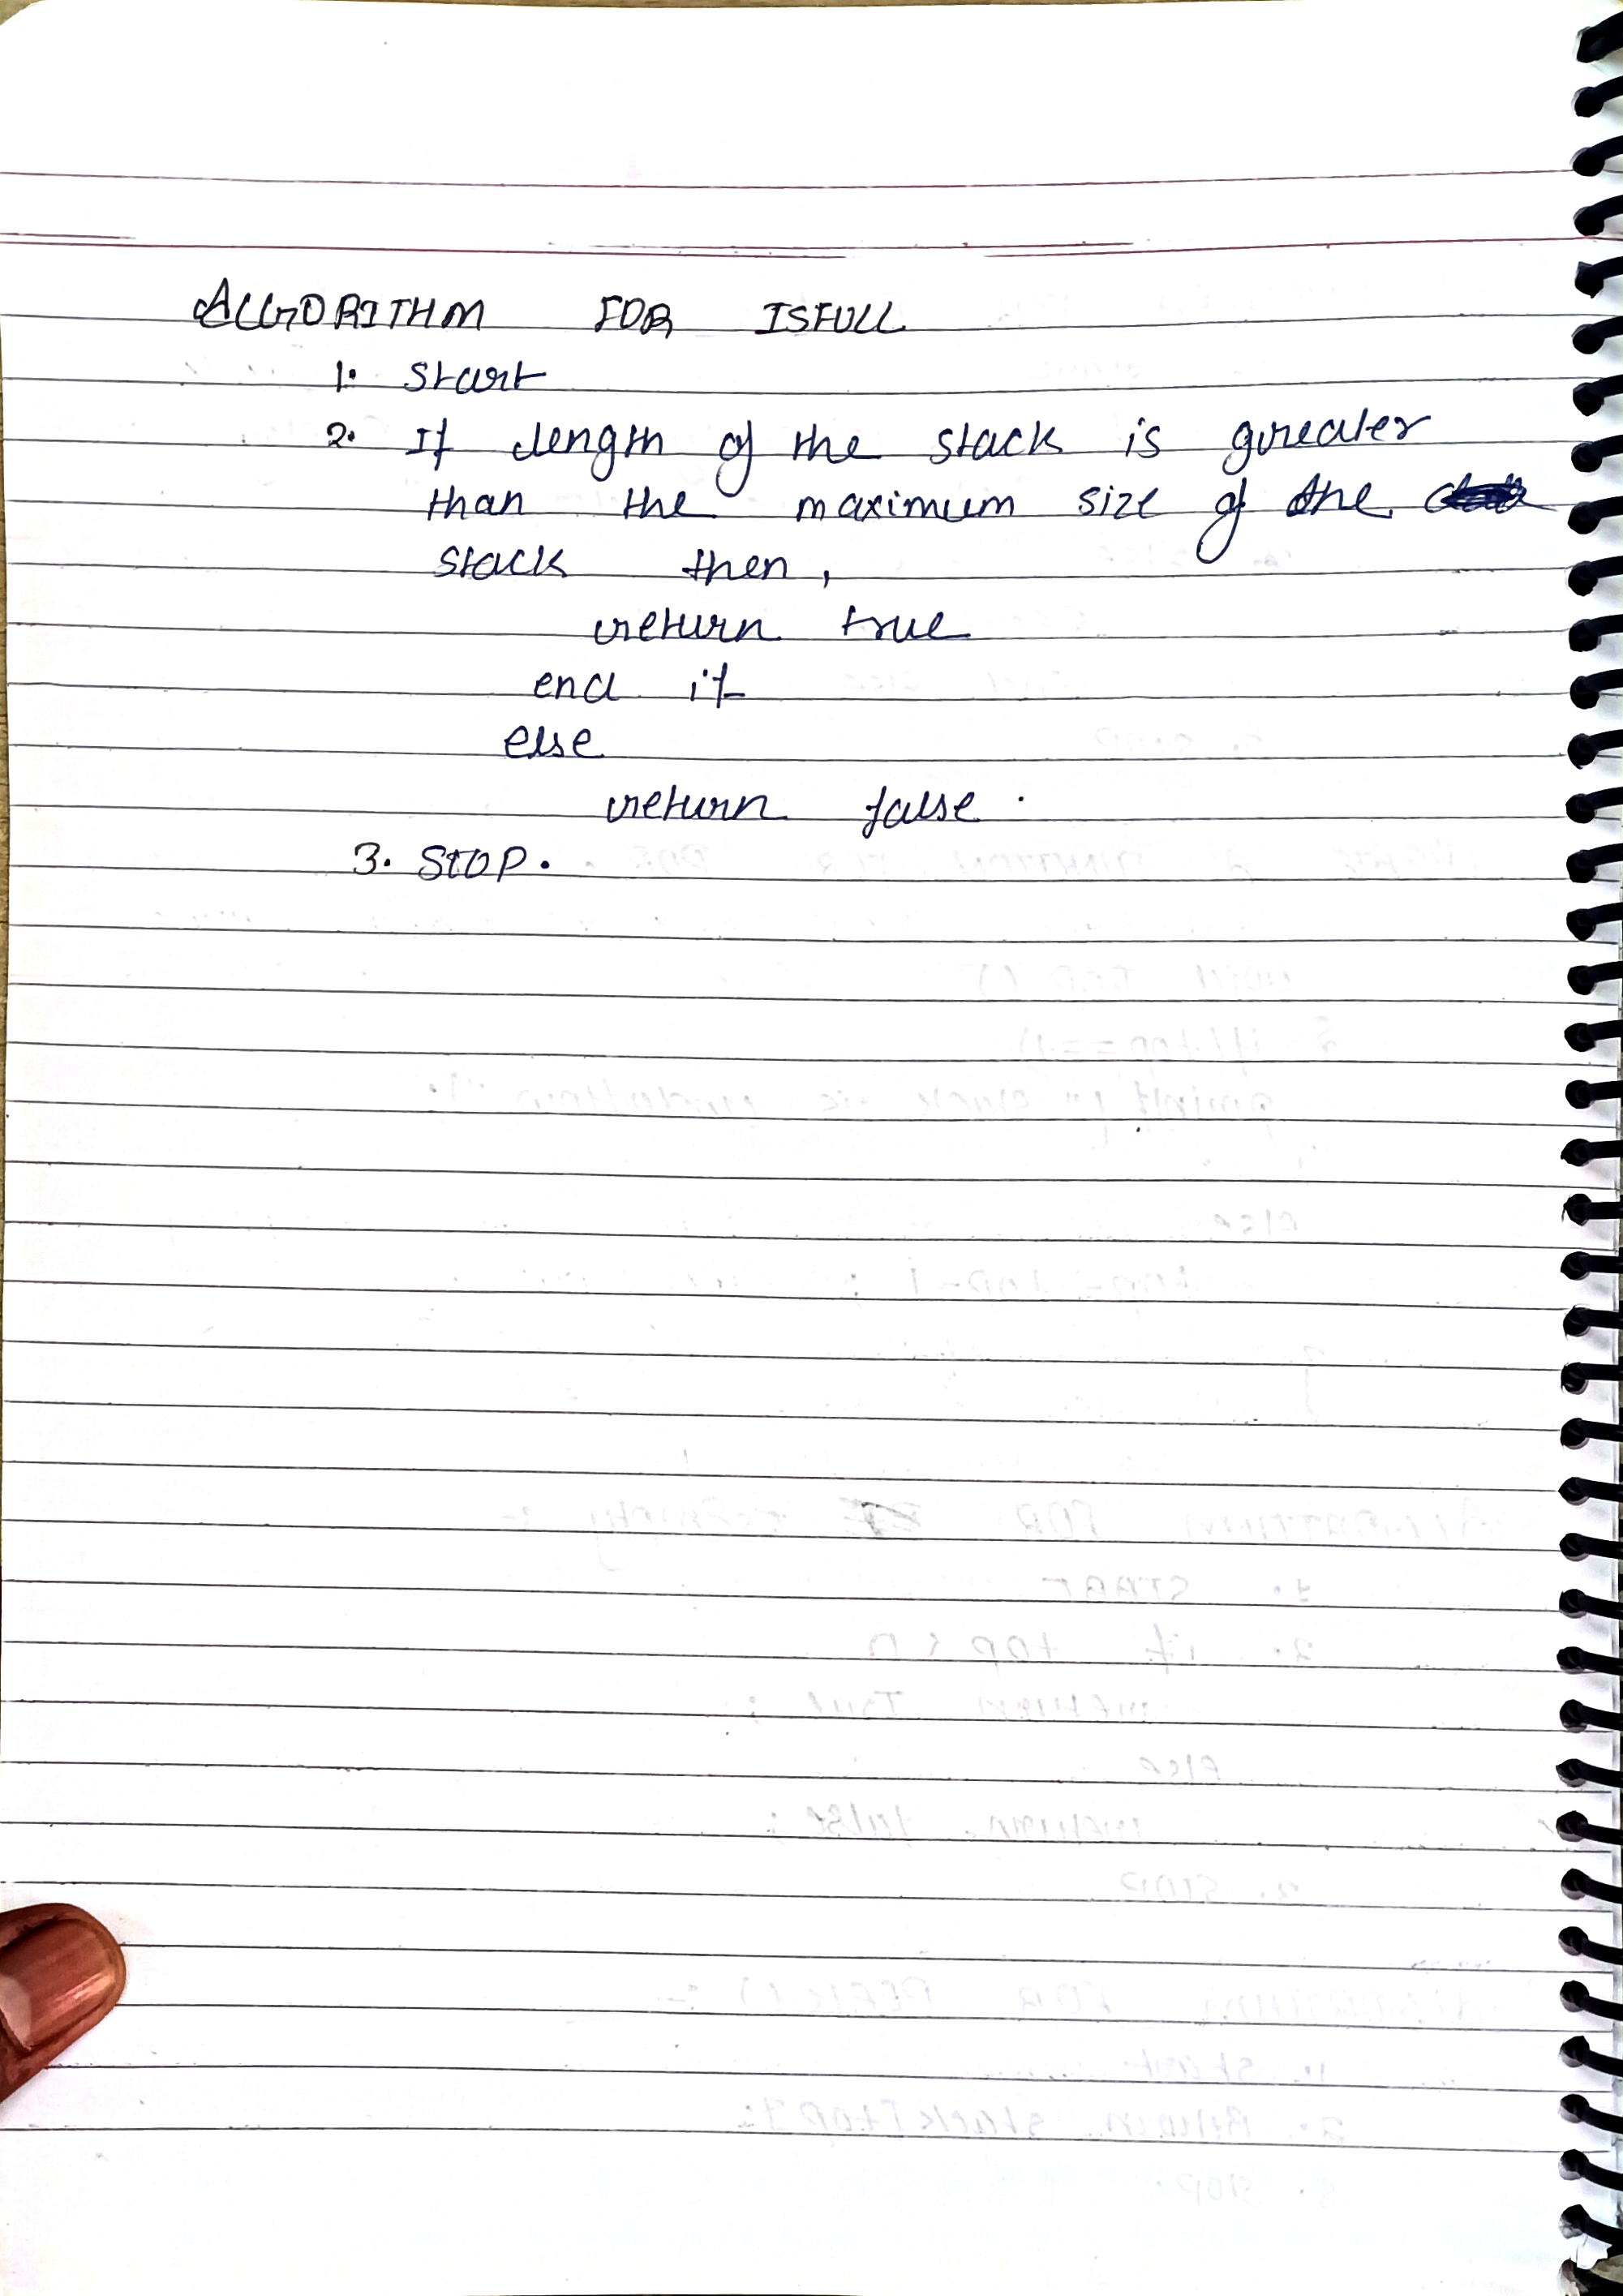 ALGORITHM FOR ISFULL
1. Start
2. If length of the stack is greater
than the maximum size of the
stack then,
return true
end if
else
return false.
3. STOP.